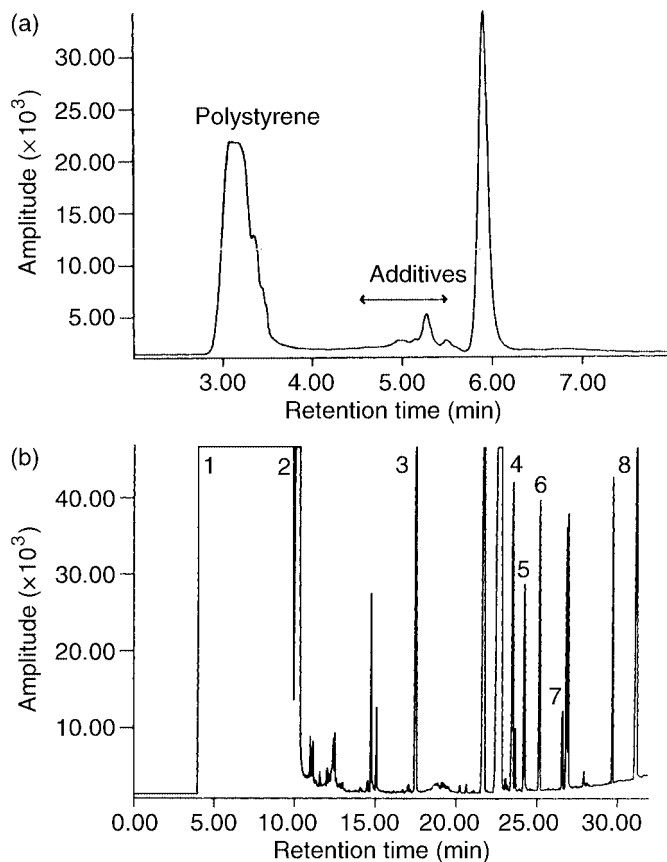 (a)
Amplitude (×10³)
30.00
25.00
20.00
15.00
10.00
5.00
Polystyrene
Additives
3.00 4.00 5.00 6.00 7.00
Retention time (min)
(b)
Amplitude (×10³)
40.00
30.00
20.00
10.00
1 2 3 4 5 6 7 8
0.00 5.00 10.00 15.00 20.00 25.00 30.00
Retention time (min)